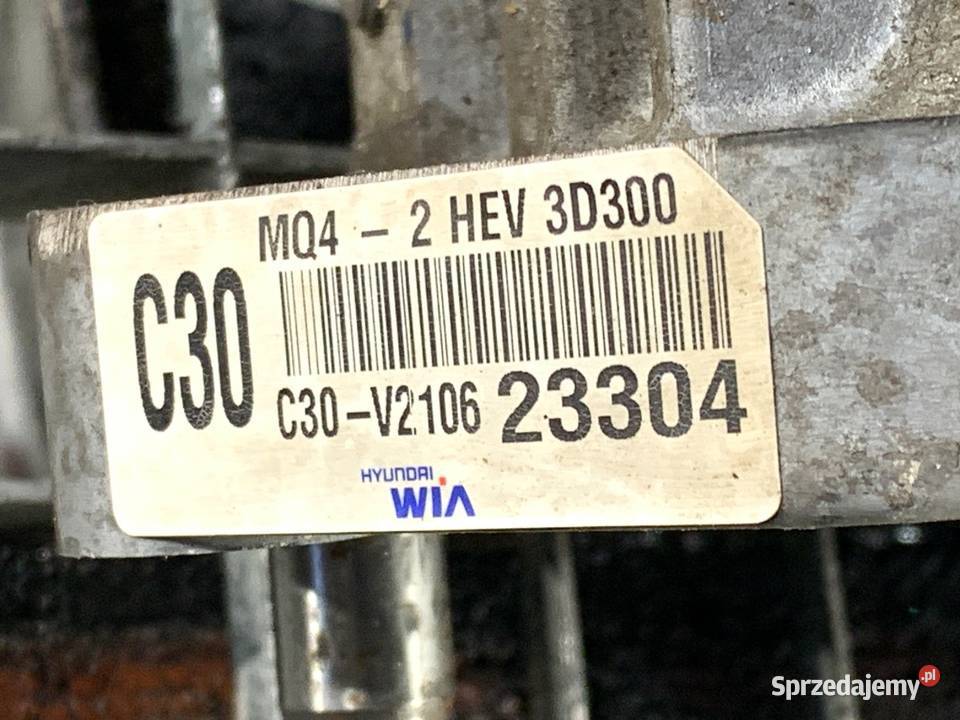 MQ4 - 2 HEV 3D300
C30
C30-V2106 23304
HYUNDAI
WIA
Sprzedajemy.pl